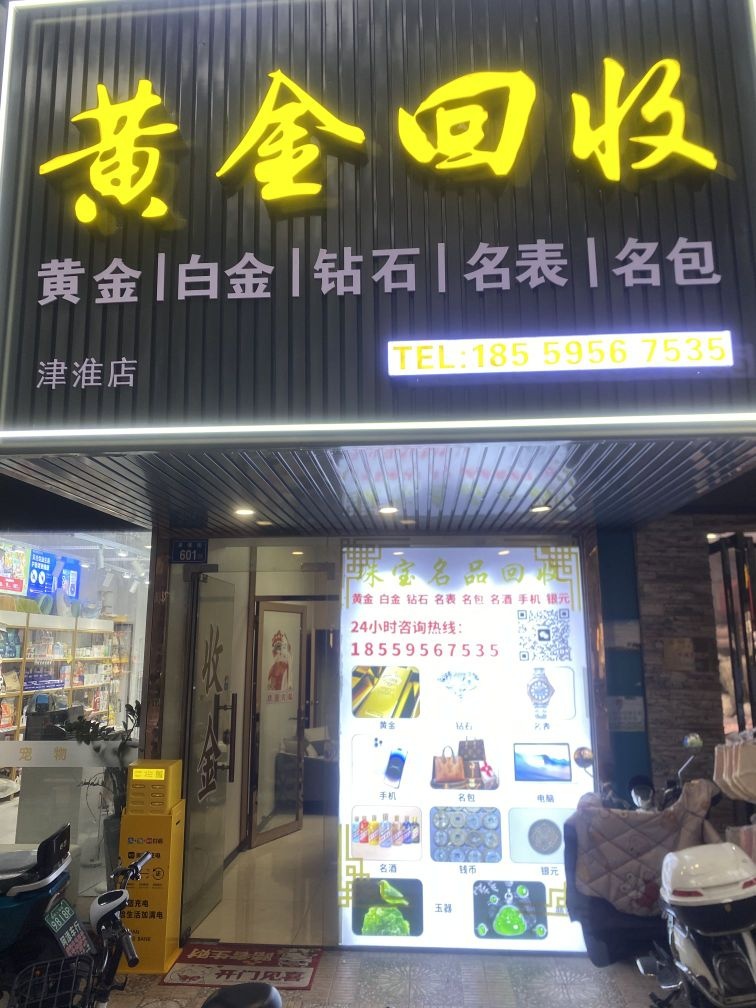 黄金回收
黄金|白金|钻石|名表|名包
TEL:185 5956 7535
津淮店
601
珠宝名品回收
黄金 白金 钻石 名表 名包 名酒 手机 银元
24小时咨询热线：
18559567535
收金
黄金
钻石
名表
手机
名包
电脑
名酒
钱币
银元
玉器
宠物
开门见喜